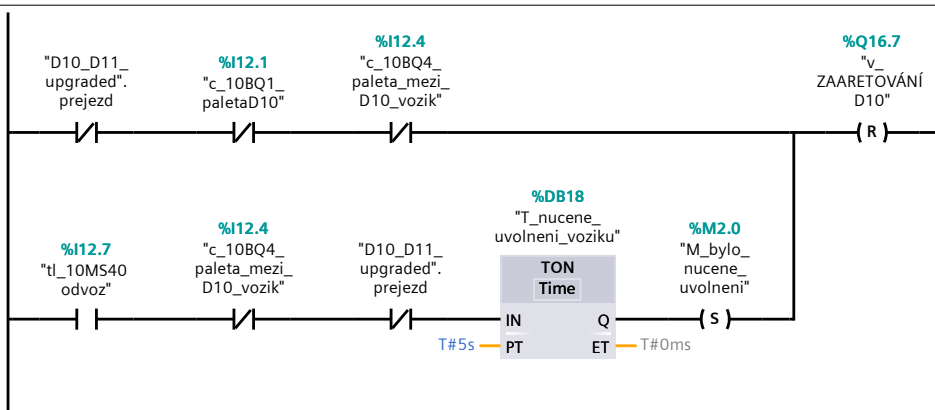 "D10_D11_
upgraded".
prejezd
%I12.1
"c_10BQ1_
paletaD10"
%I12.4
"c_10BQ4_
paleta_mezi_
D10_vozik"
%Q16.7
"v_
ZAARETOVÁNÍ
D10"
R
%I12.7
"tl_10MS40
odvoz"
%I12.4
"c_10BQ4_
paleta_mezi_
D10_vozik"
"D10_D11_
upgraded".
prejezd
%DB18
"T_nucene_
uvolneni_voziku"
TON
Time
IN
Q
T#5s
PT
ET
T#0ms
%M2.0
"M_bylo_
nucene_
uvolneni"
S